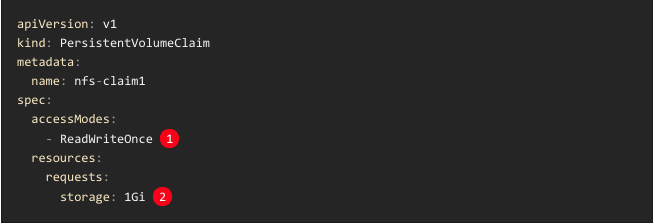 apiVersion: v1
kind: PersistentVolumeClaim
metadata:
  name: nfs-claim1
spec:
  accessModes:
    - ReadWriteOnce 1
  resources:
    requests:
      storage: 1Gi 2